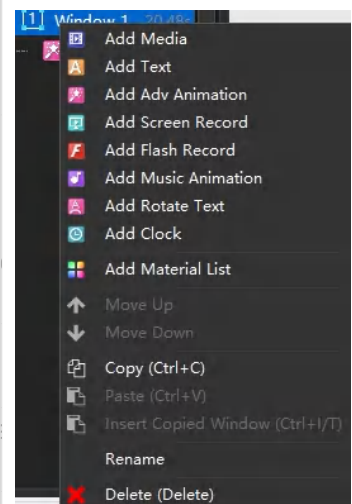 [1] Window 1 20.48s
Add Media
Add Text
Add Adv Animation
Add Screen Record
Add Flash Record
Add Music Animation
Add Rotate Text
Add Clock
Add Material List
Move Up
Move Down
Copy (Ctrl+C)
Paste (Ctrl+V)
Insert Copied Window (Ctrl+I/T)
Rename
Delete (Delete)